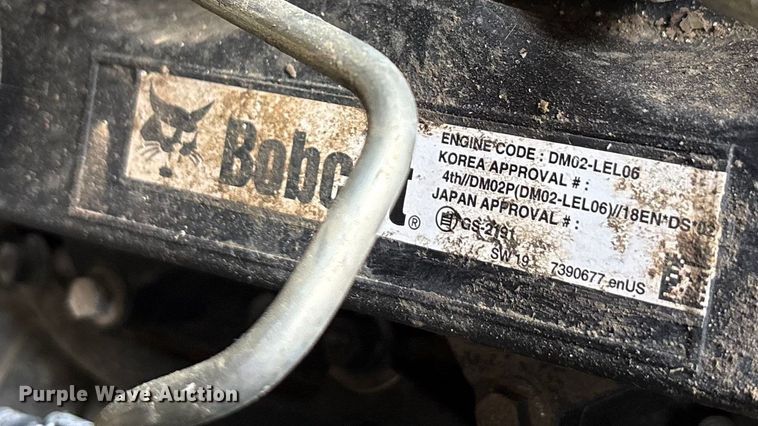 Bobcat®
ENGINE CODE : DM02-LEL06
KOREA APPROVAL # :
4th//DM02P(DM02-LEL06)//18EN*DS*02
JAPAN APPROVAL # :
GS-2191
SW 19 7390677 enUS
Purple Wave Auction